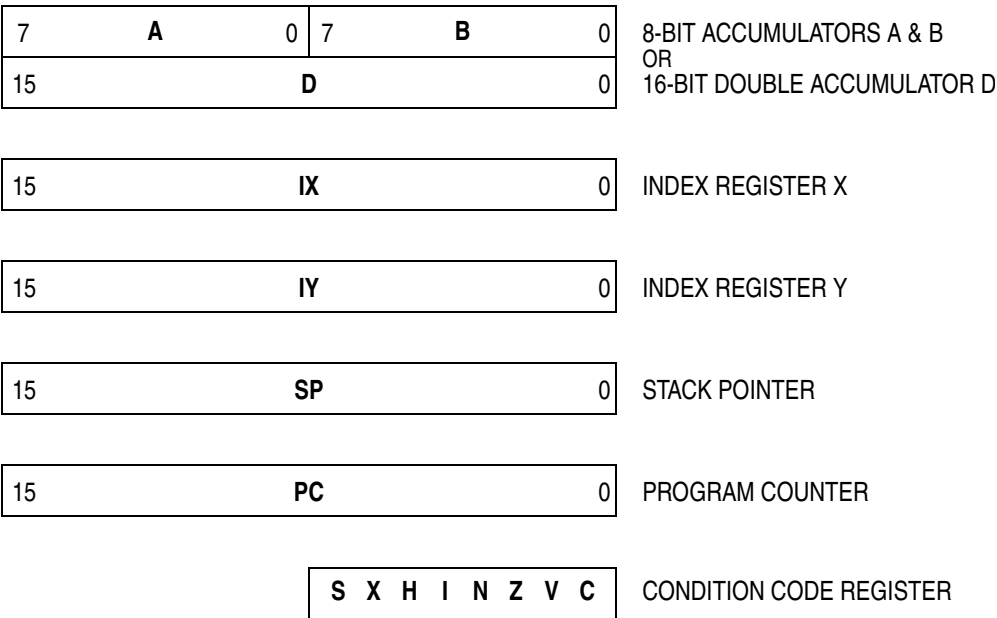 7 A 0 7 B 0 8-BIT ACCUMULATORS A & B
OR
15 D 0 16-BIT DOUBLE ACCUMULATOR D
15 IX 0 INDEX REGISTER X
15 IY 0 INDEX REGISTER Y
15 SP 0 STACK POINTER
15 PC 0 PROGRAM COUNTER
S X H I N Z V C CONDITION CODE REGISTER